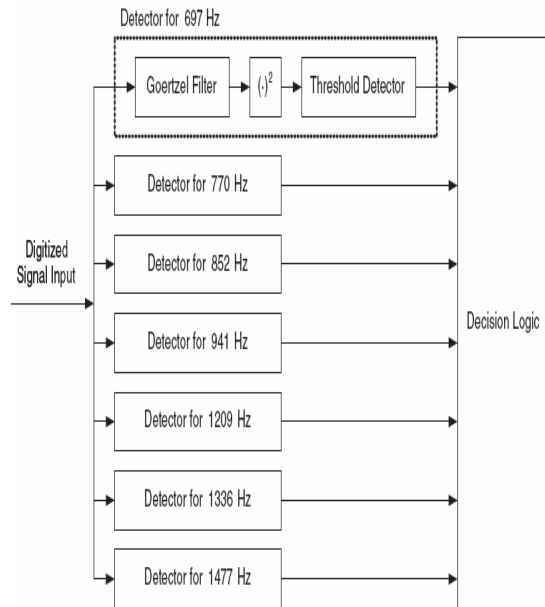 Detector for 697 Hz
Goertzel Filter
(·)²
Threshold Detector
Detector for 770 Hz
Digitized
Signal Input
Detector for 852 Hz
Detector for 941 Hz
Decision Logic
Detector for 1209 Hz
Detector for 1336 Hz
Detector for 1477 Hz